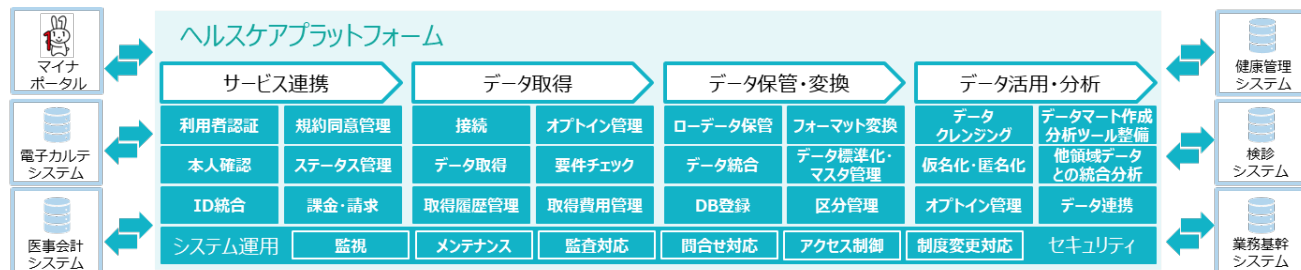 ヘルスケアプラットフォーム
マイナ
ポータル
電子カルテ
システム
医事会計
システム
サービス連携
データ取得
データ保管・変換
データ活用・分析
利用者認証
規約同意管理
接続
オプトイン管理
ローデータ保管
フォーマット変換
データ
クレンジング
データマート作成
分析ツール整備
本人確認
ステータス管理
データ取得
要件チェック
データ統合
データ標準化・
マスタ管理
仮名化・匿名化
他領域データ
との統合分析
ID統合
課金・請求
取得履歴管理
取得費用管理
DB登録
区分管理
オプトイン管理
データ連携
システム運用
監視
メンテナンス
監査対応
問合せ対応
アクセス制御
制度変更対応
セキュリティ
健康管理
システム
検診
システム
業務基幹
システム